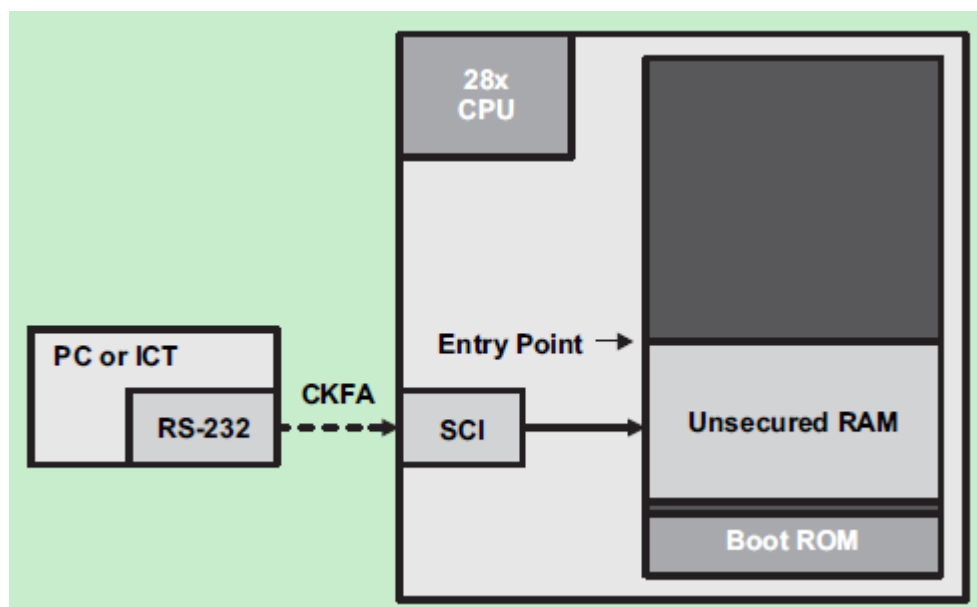 28x
CPU
Entry Point
PC or ICT
CKFA
RS-232
SCI
Unsecured RAM
Boot ROM